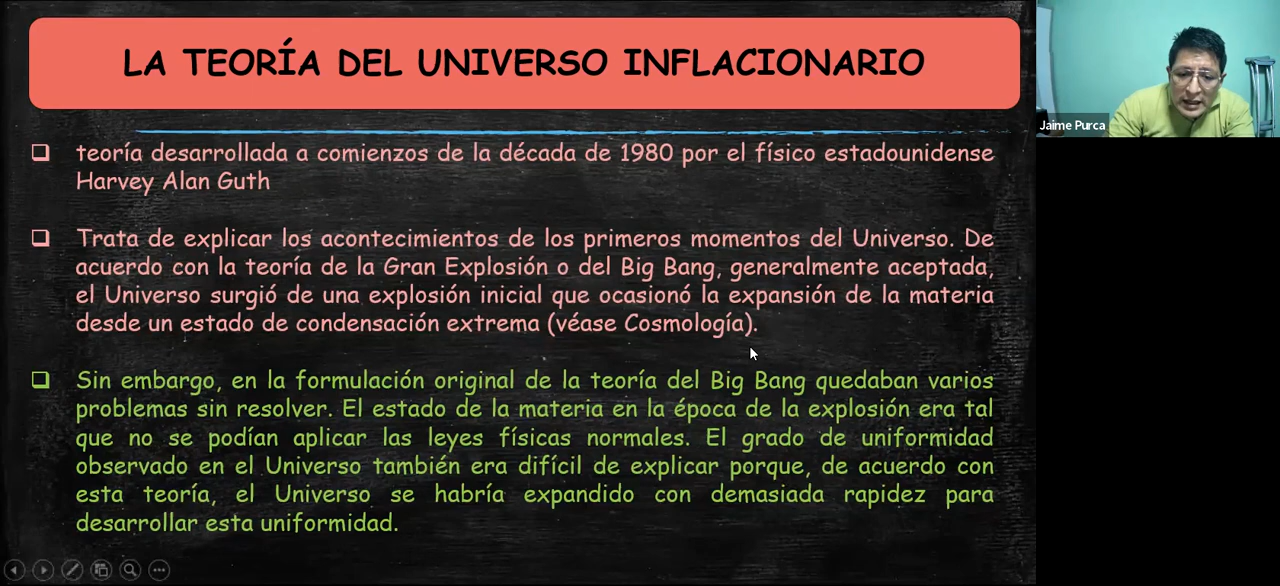 LA TEORÍA DEL UNIVERSO INFLACIONARIO
Jaime Purca
teoría desarrollada a comienzos de la década de 1980 por el físico estadounidense
Harvey Alan Guth
Trata de explicar los acontecimientos de los primeros momentos del Universo. De
acuerdo con la teoría de la Gran Explosión o del Big Bang, generalmente aceptada,
el Universo surgió de una explosión inicial que ocasionó la expansión de la materia
desde un estado de condensación extrema (véase Cosmología).
Sin embargo, en la formulación original de la teoría del Big Bang quedaban varios
problemas sin resolver. El estado de la materia en la época de la explosión era tal
que no se podían aplicar las leyes físicas normales. El grado de uniformidad
observado en el Universo también era difícil de explicar porque, de acuerdo con
esta teoría, el Universo se habría expandido con demasiada rapidez para
desarrollar esta uniformidad.